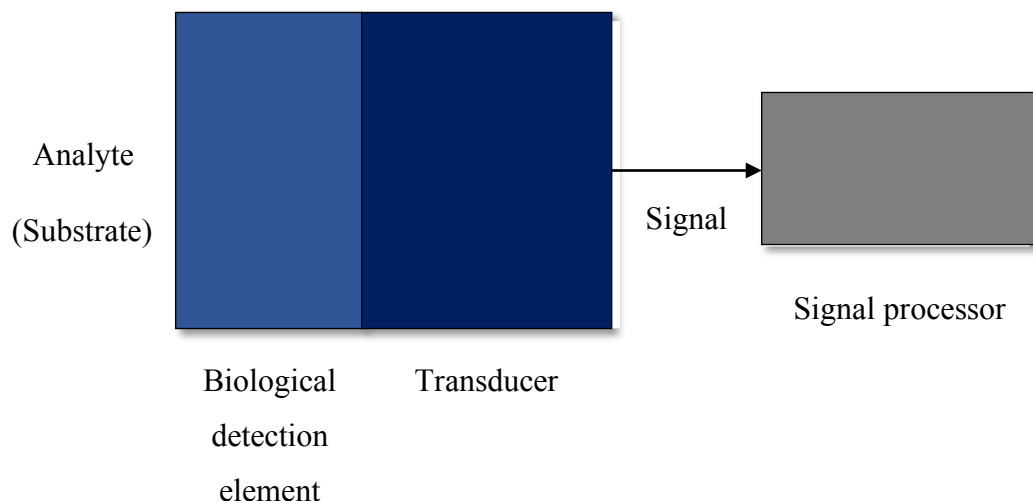 Analyte
(Substrate)
Signal
Signal processor
Biological
detection
element
Transducer